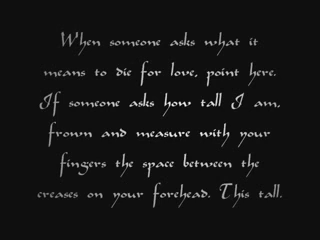 When someone asks what it
means to die for love, point here.
If someone asks how tall I am,
frown and measure with your
fingers the space between the
creases on your forehead. This tall.